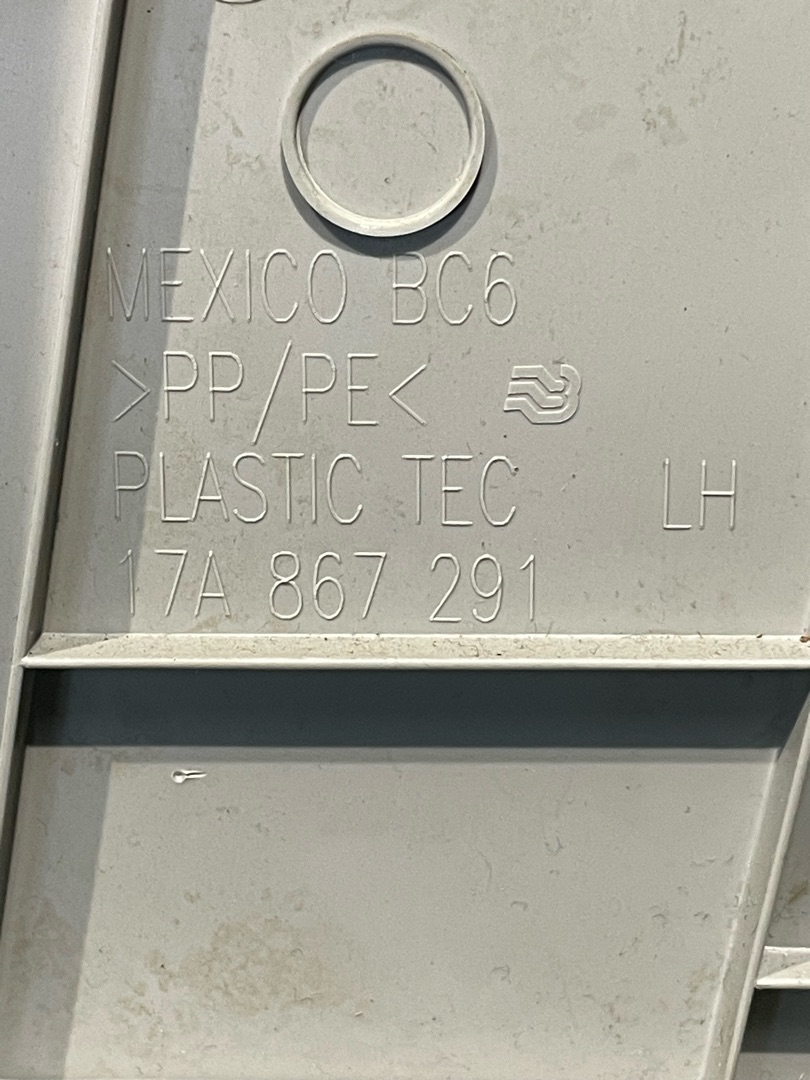 MEXICO BC6
>PP/PE<
PLASTIC TEC LH
17A 867 291